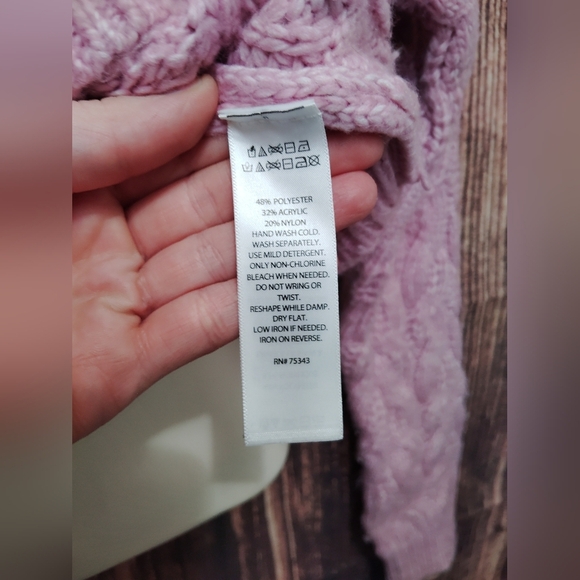 48% POLYESTER
32% ACRYLIC
20% NYLON
HAND WASH COLD.
WASH SEPARATELY.
USE MILD DETERGENT.
ONLY NON-CHLORINE
BLEACH WHEN NEEDED.
DO NOT WRING OR
TWIST.
RESHAPE WHILE DAMP.
DRY FLAT.
LOW IRON IF NEEDED.
IRON ON REVERSE.
RN# 75343